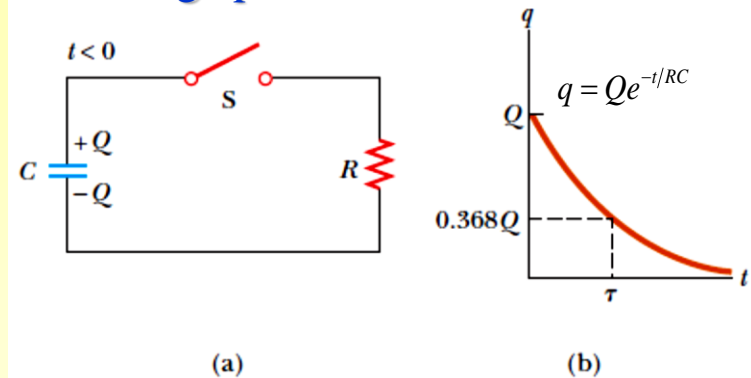 t < 0
S
+Q
C
−Q
R
(a)
q
q = Qe^{−t/RC}
Q
0.368Q
τ
t
(b)